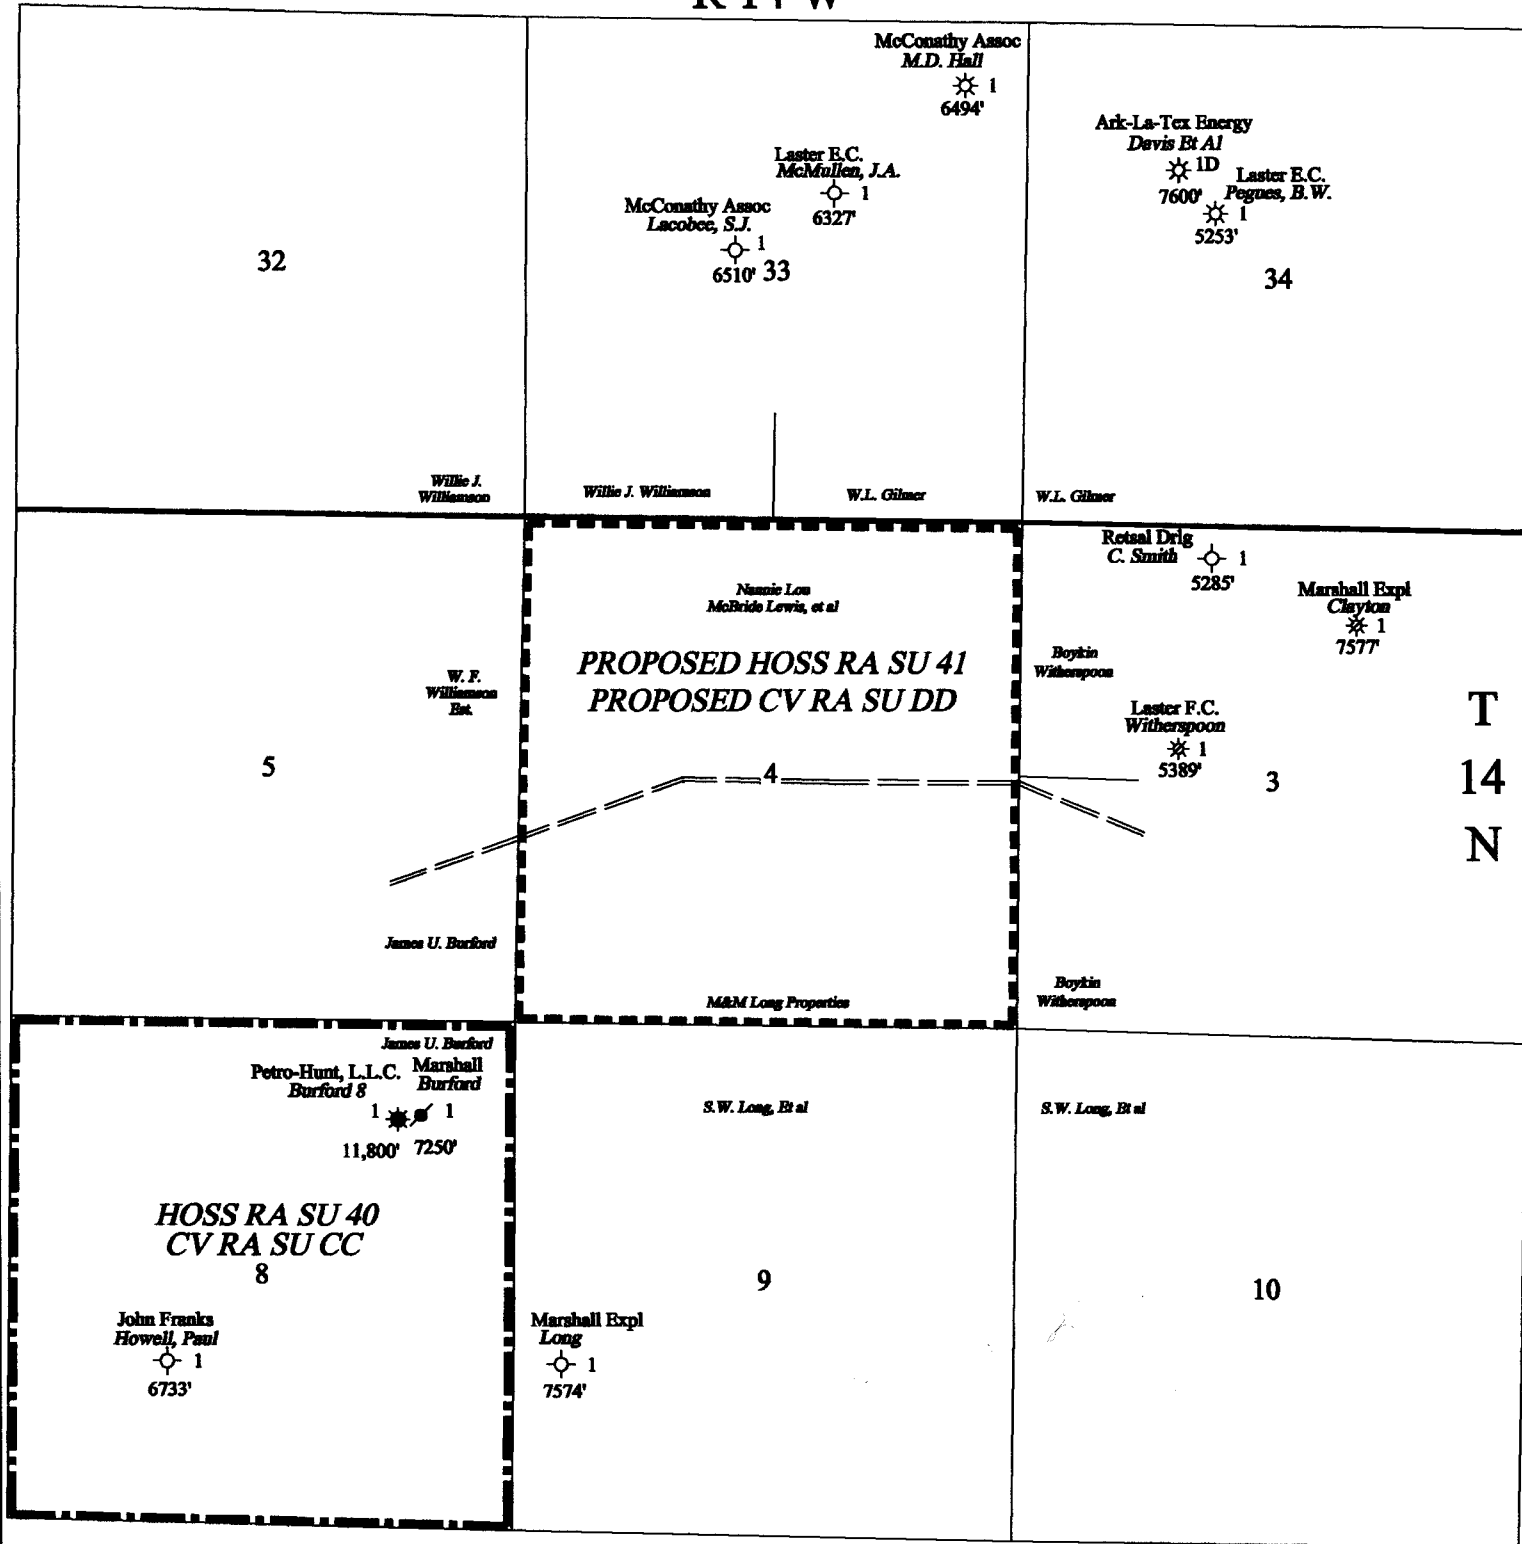 McConathy Assoc
M.D. Hall
1
6494'
Ark-La-Tex Energy
Davis Et Al
1D
7600'
Laster E.C.
Pegues, B.W.
1
5253'
Laster E.C.
McMullen, J.A.
1
6327'
McConathy Assoc
Lacobee, S.J.
1
6510'
32
33
34
Willie J.
Williamson
Willie J. Williamson
W.L. Gilmer
W.L. Gilmer
Retsal Drlg
C. Smith
1
5285'
Marshall Expl
Clayton
1
7577'
Nannie Lou
McBride Lewis, et al
PROPOSED HOSS RA SU 41
PROPOSED CV RA SU DD
W. F.
Williamson
Est.
Boykin
Witherspoon
Laster F.C.
Witherspoon
1
5389'
T
14
N
5
4
3
James U. Burford
M&M Long Properties
Boykin
Witherspoon
James U. Burford
Petro-Hunt, L.L.C.
Burford 8
1
11,800'
Marshall
Burford
1
7250'
S.W. Long, Et al
S.W. Long, Et al
HOSS RA SU 40
CV RA SU CC
8
9
10
John Franks
Howell, Paul
1
6733'
Marshall Expl
Long
1
7574'